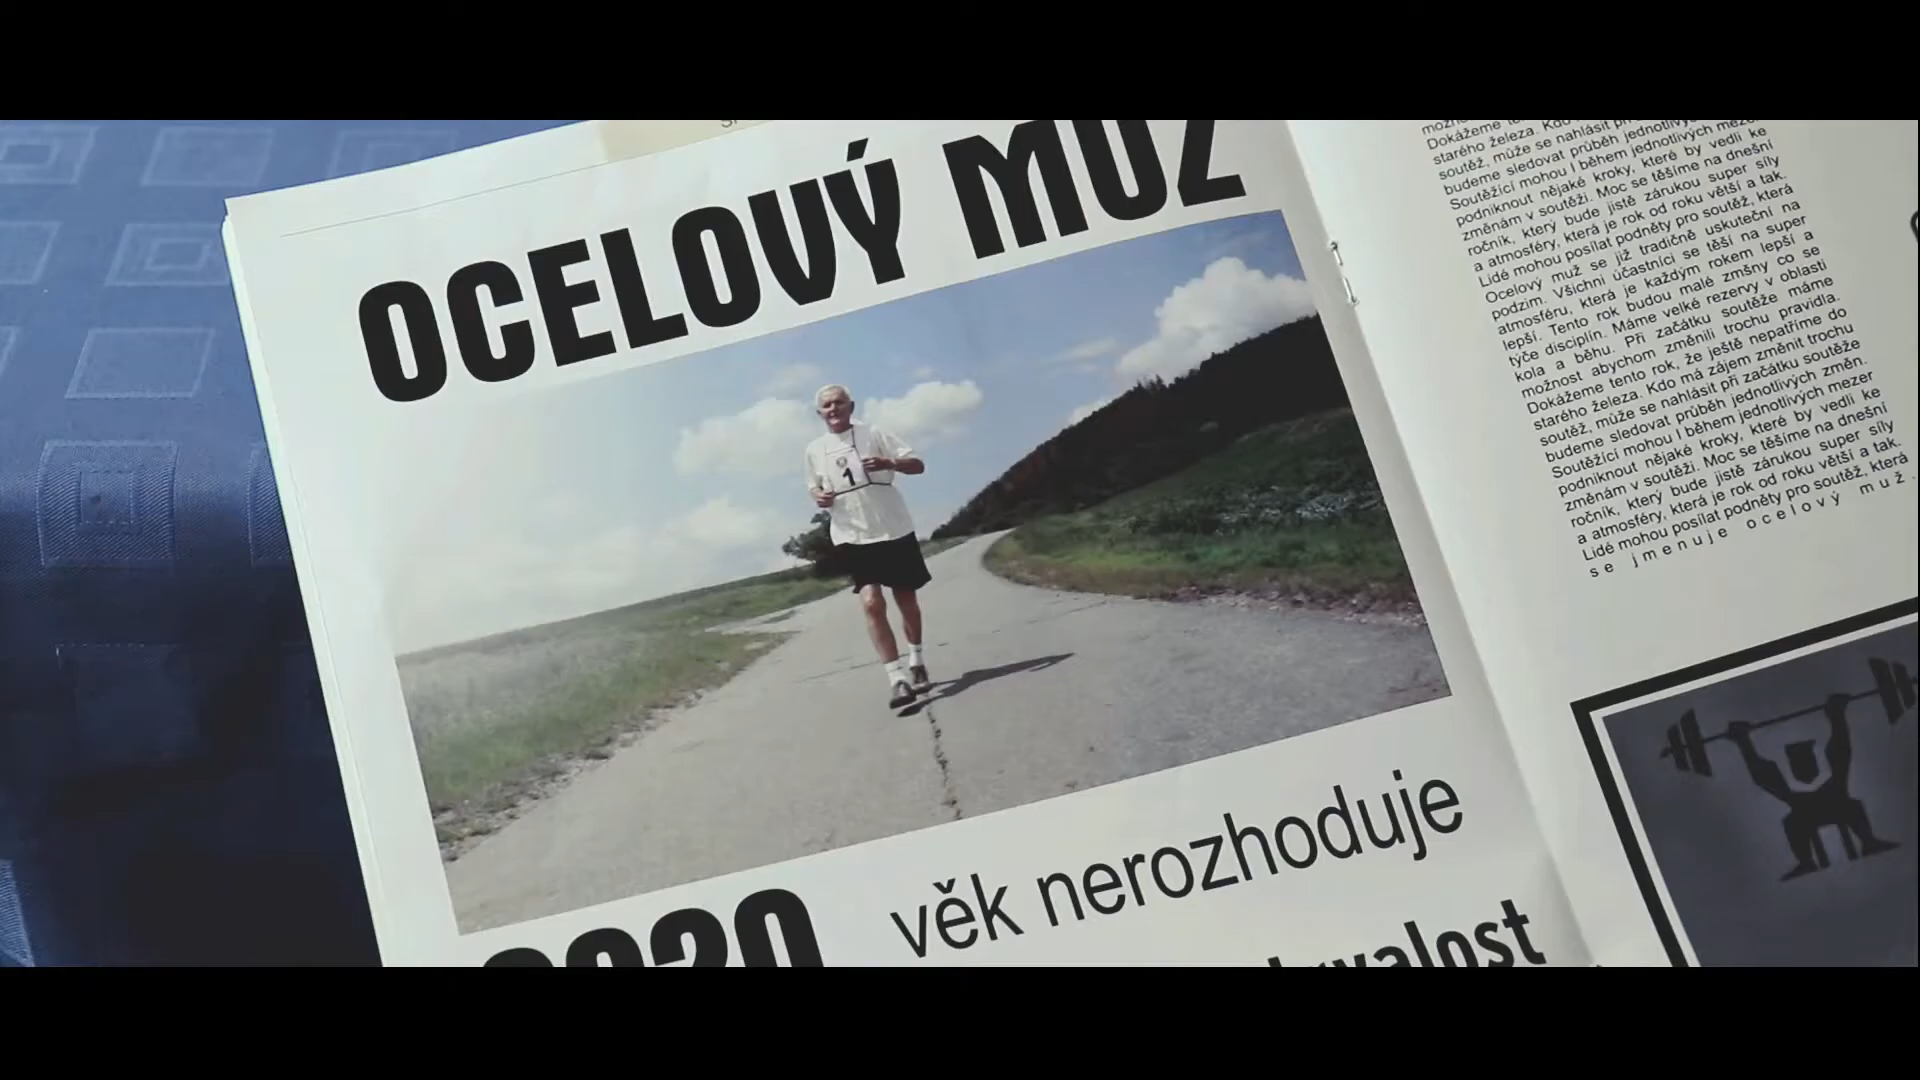 OCELOVÝ MUŽ
1
2020
věk nerozhoduje
Dokážeme
starého železa. Kdo
soutěž, může se nahlásit při
budeme sledovat průběh jednotlivých
Soutěžící mohou I během jednotlivých mezer
podniknout nějaké kroky, které by vedli ke
změnám v soutěži. Moc se těšíme na dnešní
ročník, který bude jistě zárukou super síly
a atmosféry, která je rok od roku větší a tak.
Lidé mohou posílat podněty pro soutěž, která
Ocelový muž se již tradičně uskuteční na
podzim. Všichni účastníci se těší na super
atmosféru, která je každým rokem lepší a
lepší. Tento rok budou malé zmšny co se
týče disciplín. Máme velké rezervy v oblasti
kola a běhu. Při začátku soutěže máme
možnost abychom změnili trochu pravidla.
Dokážeme tento rok, že ještě nepatříme do
starého železa. Kdo má zájem změnit trochu
soutěž, může se nahlásit při začátku soutěže
budeme sledovat průběh jednotlivých změn.
Soutěžící mohou I během jednotlivých mezer
podniknout nějaké kroky, které by vedli ke
změnám v soutěži. Moc se těšíme na dnešní
ročník, který bude jistě zárukou super síly
a atmosféry, která je rok od roku větší a tak.
Lidé mohou posílat podněty pro soutěž, která
se jmenuje ocelový muž.